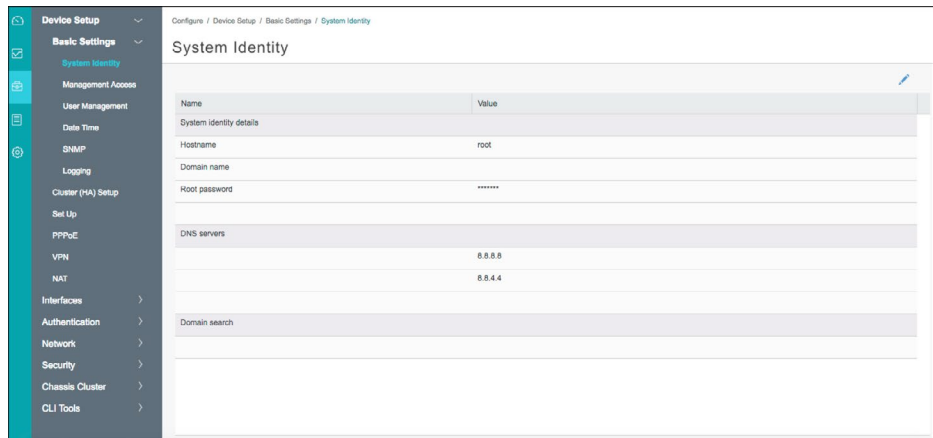 Device Setup
Basic Settings
System Identity
Management Access
User Management
Date Time
SNMP
Logging
Cluster (HA) Setup
Set Up
PPPoE
VPN
NAT
Interfaces
Authentication
Network
Security
Chassis Cluster
CLI Tools
Configure / Device Setup / Basic Settings / System Identity
System Identity
Name Value
System identity details
Hostname root
Domain name
Root password *******
DNS servers
8.8.8.8
8.8.4.4
Domain search